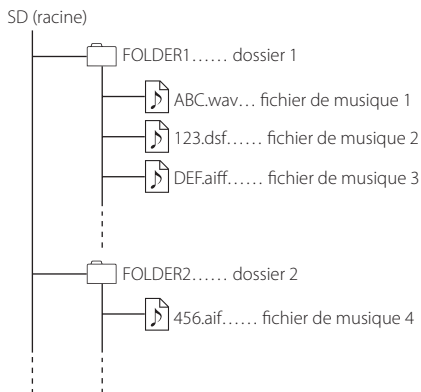 SD (racine)
FOLDER1…… dossier 1
ABC.wav… fichier de musique 1
123.dsf…… fichier de musique 2
DEF.aiff…… fichier de musique 3
FOLDER2…… dossier 2
456.aif…… fichier de musique 4